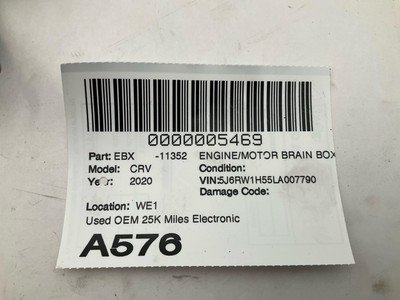 0000005469
Part: EBX -11352 ENGINE/MOTOR BRAIN BOX
Model: CRV Condition:
Year: 2020 VIN:5J6RW1H55LA007790
Damage Code:
Location: WE1
Used OEM 25K Miles Electronic
A576